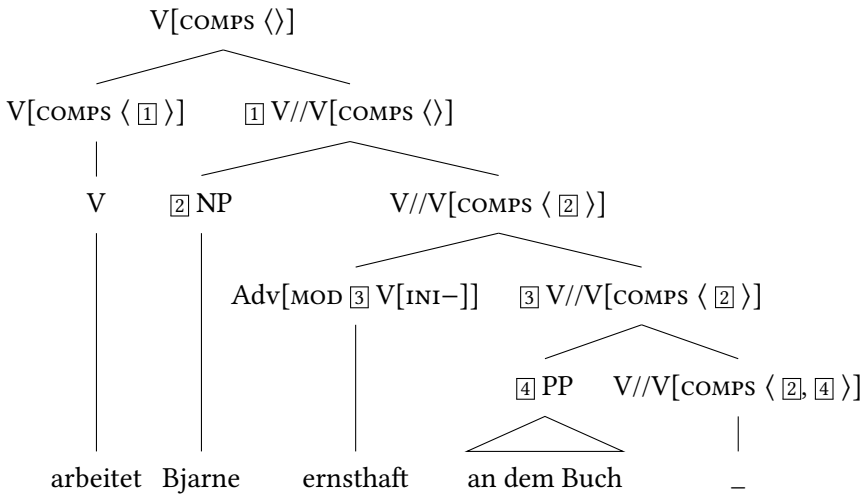 V[COMPS ⟨⟩]
V[COMPS ⟨ 1 ⟩] 1 V//V[COMPS ⟨⟩]
V 2 NP V//V[COMPS ⟨ 2 ⟩]
Adv[MOD 3 V[INI−]] 3 V//V[COMPS ⟨ 2 ⟩]
4 PP V//V[COMPS ⟨ 2, 4 ⟩]
arbeitet Bjarne ernsthaft an dem Buch _